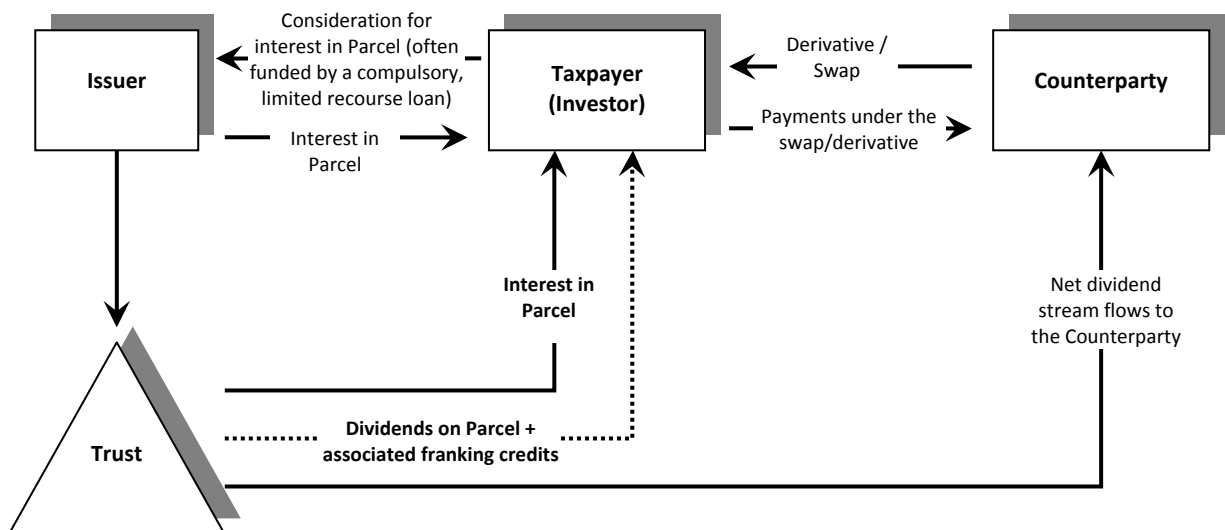 Consideration for
interest in Parcel (often
funded by a compulsory,
limited recourse loan)
Issuer
Interest in
Parcel
Taxpayer
(Investor)
Derivative /
Swap
Payments under the
swap/derivative
Counterparty
Interest in
Parcel
Net dividend
stream flows to
the Counterparty
Dividends on Parcel +
associated franking credits
Trust